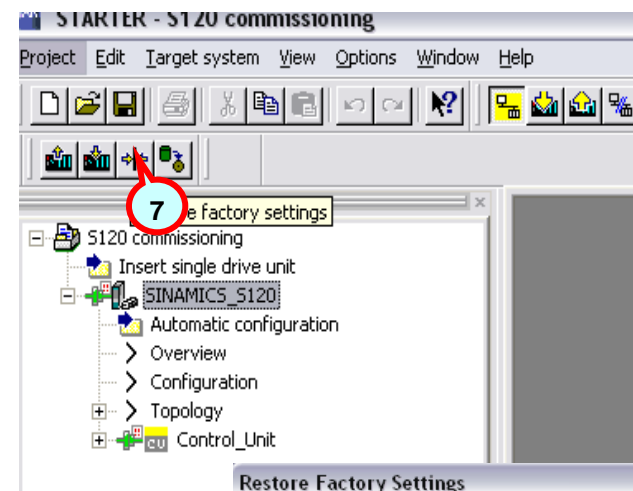 STARTER - S120 commissioning
Project Edit Target system View Options Window Help
7 e factory settings
S120 commissioning
Insert single drive unit
SINAMICS_S120
Automatic configuration
Overview
Configuration
Topology
CU Control_Unit
Restore Factory Settings